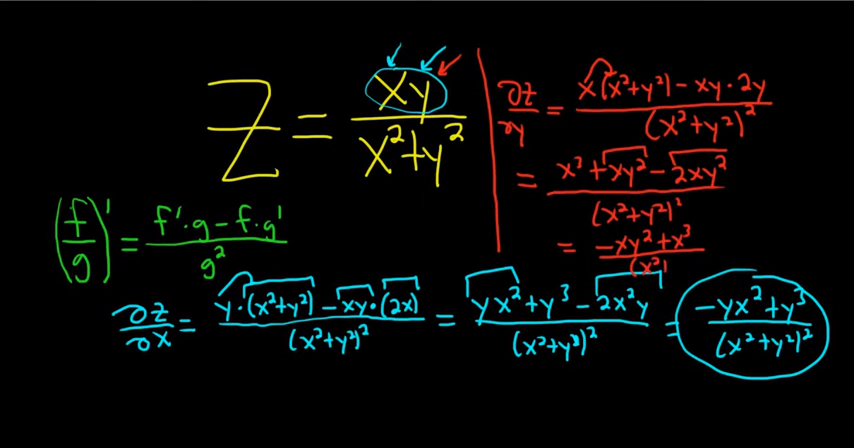 Z = xy / x²+y²
∂z/∂y = x(x²+y²) − xy·2y / (x²+y²)²
= x³ + xy² − 2xy² / (x²+y²)²
= −xy²+x³ / (x²
(f/g)' = f'·g − f·g' / g²
∂z/∂x = y·(x²+y²) − xy·(2x) / (x²+y²)² = yx²+y³ − 2x²y / (x²+y²)² = −yx²+y³ / (x²+y²)²